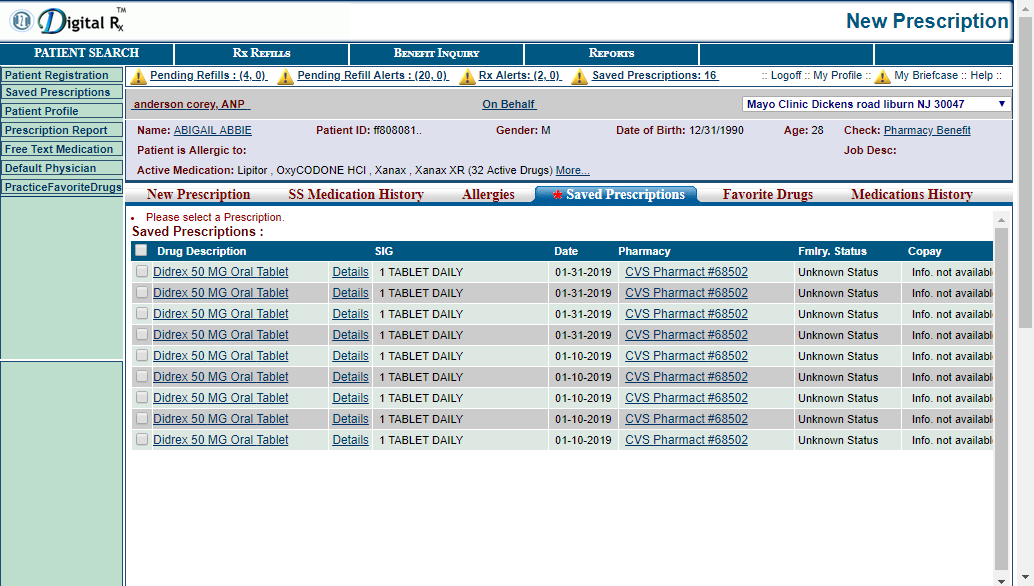 Digital Rx TM
New Prescription
PATIENT SEARCH RX REFILLS BENEFIT INQUIRY REPORTS
Pending Refills : (4, 0) Pending Refill Alerts : (20, 0) Rx Alerts: (2, 0) Saved Prescriptions: 16 :: Logoff :: My Profile :: My Briefcase :: Help ::
Patient Registration
Saved Prescriptions
Patient Profile
Prescription Report
Free Text Medication
Default Physician
PracticeFavoriteDrugs
anderson corey, ANP On Behalf Mayo Clinic Dickens road liburn NJ 30047
Name: ABIGAIL ABBIE Patient ID: ff808081.. Gender: M Date of Birth: 12/31/1990 Age: 28 Check: Pharmacy Benefit
Patient is Allergic to: Job Desc:
Active Medication: Lipitor , OxyCODONE HCl , Xanax , Xanax XR (32 Active Drugs) More...
New Prescription SS Medication History Allergies * Saved Prescriptions Favorite Drugs Medications History
• Please select a Prescription.
Saved Prescriptions :
Drug Description SIG Date Pharmacy Fmlry. Status Copay
Didrex 50 MG Oral Tablet Details 1 TABLET DAILY 01-31-2019 CVS Pharmact #68502 Unknown Status Info. not availabl
Didrex 50 MG Oral Tablet Details 1 TABLET DAILY 01-31-2019 CVS Pharmact #68502 Unknown Status Info. not availabl
Didrex 50 MG Oral Tablet Details 1 TABLET DAILY 01-31-2019 CVS Pharmact #68502 Unknown Status Info. not availabl
Didrex 50 MG Oral Tablet Details 1 TABLET DAILY 01-31-2019 CVS Pharmact #68502 Unknown Status Info. not availabl
Didrex 50 MG Oral Tablet Details 1 TABLET DAILY 01-10-2019 CVS Pharmact #68502 Unknown Status Info. not availabl
Didrex 50 MG Oral Tablet Details 1 TABLET DAILY 01-10-2019 CVS Pharmact #68502 Unknown Status Info. not availabl
Didrex 50 MG Oral Tablet Details 1 TABLET DAILY 01-10-2019 CVS Pharmact #68502 Unknown Status Info. not availabl
Didrex 50 MG Oral Tablet Details 1 TABLET DAILY 01-10-2019 CVS Pharmact #68502 Unknown Status Info. not availabl
Didrex 50 MG Oral Tablet Details 1 TABLET DAILY 01-10-2019 CVS Pharmact #68502 Unknown Status Info. not availabl